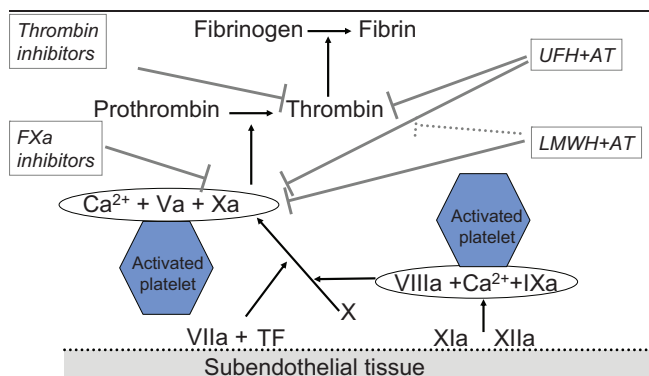 Thrombin
inhibitors
Fibrinogen Fibrin
UFH+AT
Prothrombin Thrombin
FXa
inhibitors
LMWH+AT
Ca²⁺ + Va + Xa
Activated
platelet
Activated
platelet
VIIIa +Ca²⁺+IXa
X
VIIa + TF
XIa XIIa
Subendothelial tissue